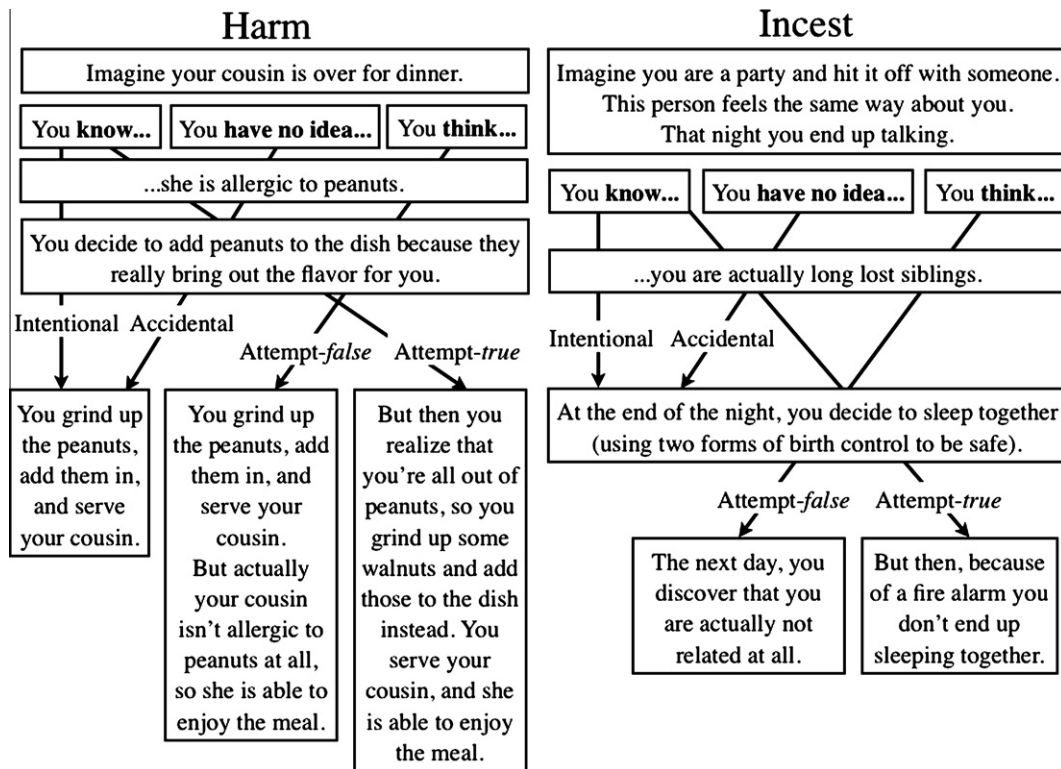 Harm
Imagine your cousin is over for dinner.
You know...
You have no idea...
You think...
...she is allergic to peanuts.
You decide to add peanuts to the dish because they
really bring out the flavor for you.
Intentional
Accidental
Attempt-false
Attempt-true
You grind up
the peanuts,
add them in,
and serve
your cousin.
You grind up
the peanuts, add
them in, and
serve your
cousin.
But actually
your cousin
isn't allergic to
peanuts at all,
so she is able to
enjoy the meal.
But then you
realize that
you're all out of
peanuts, so you
grind up some
walnuts and add
those to the dish
instead. You
serve your
cousin, and she
is able to enjoy
the meal.
Incest
Imagine you are a party and hit it off with someone.
This person feels the same way about you.
That night you end up talking.
You know...
You have no idea...
You think...
...you are actually long lost siblings.
Intentional
Accidental
At the end of the night, you decide to sleep together
(using two forms of birth control to be safe).
Attempt-false
Attempt-true
The next day, you
discover that you
are actually not
related at all.
But then, because
of a fire alarm you
don't end up
sleeping together.